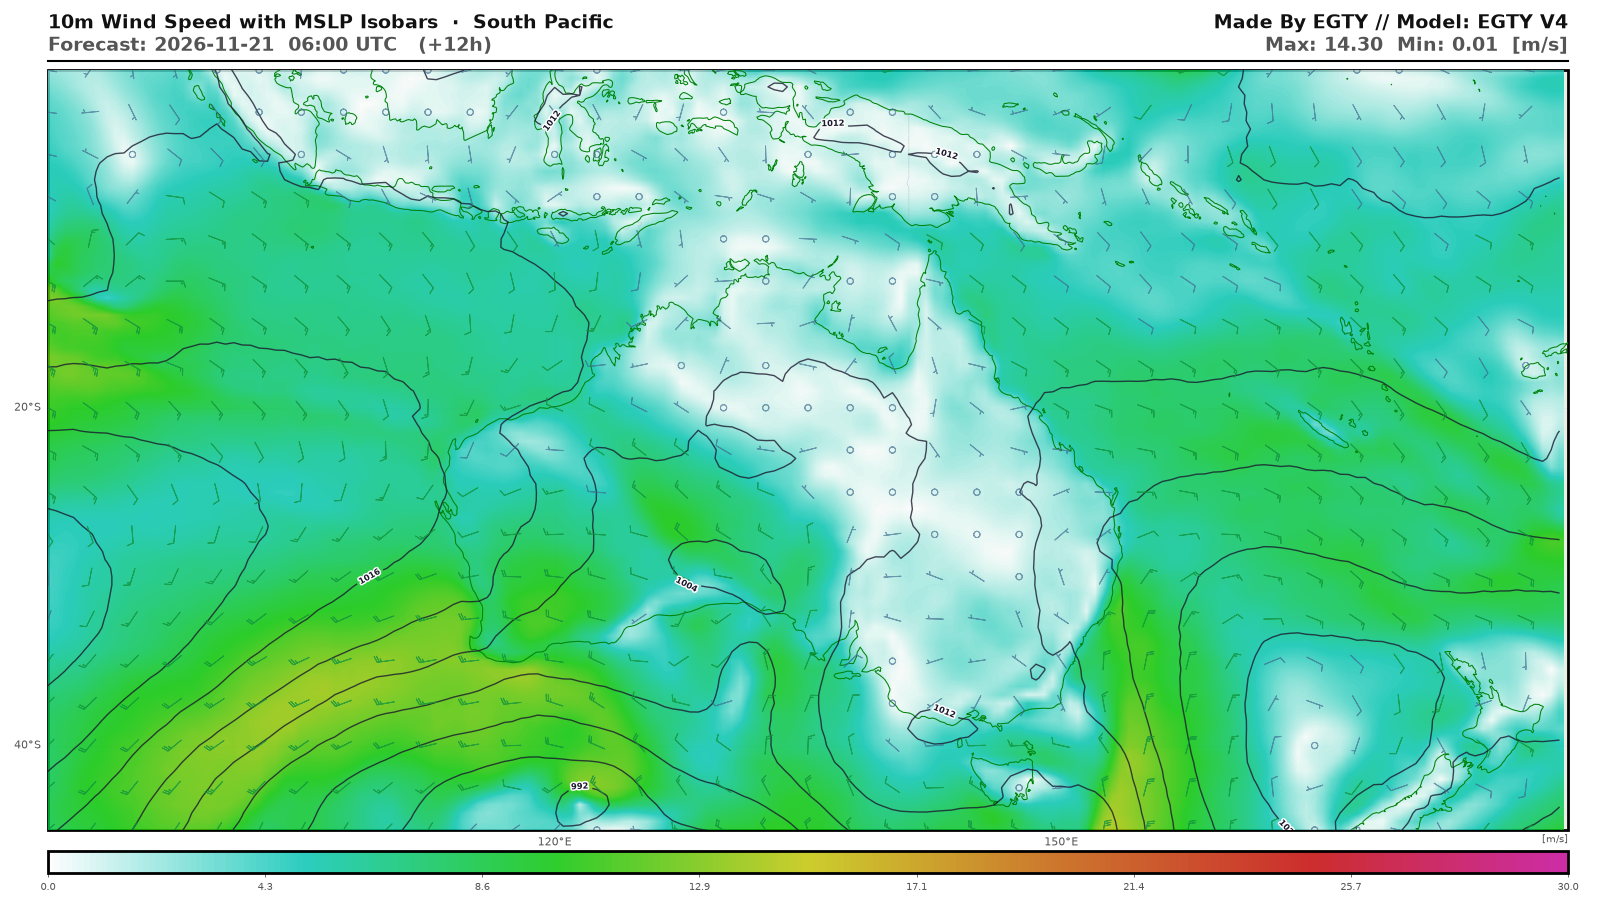 10m Wind Speed with MSLP Isobars · South Pacific
Made By EGTY // Model: EGTY V4
Forecast: 2026-11-21 06:00 UTC (+12h)
Max: 14.30 Min: 0.01 [m/s]
1012
1012
1012
20°S
1016
1004
1012
40°S
992
120°E
150°E
[m/s]
0.0
4.3
8.6
12.9
17.1
21.4
25.7
30.0